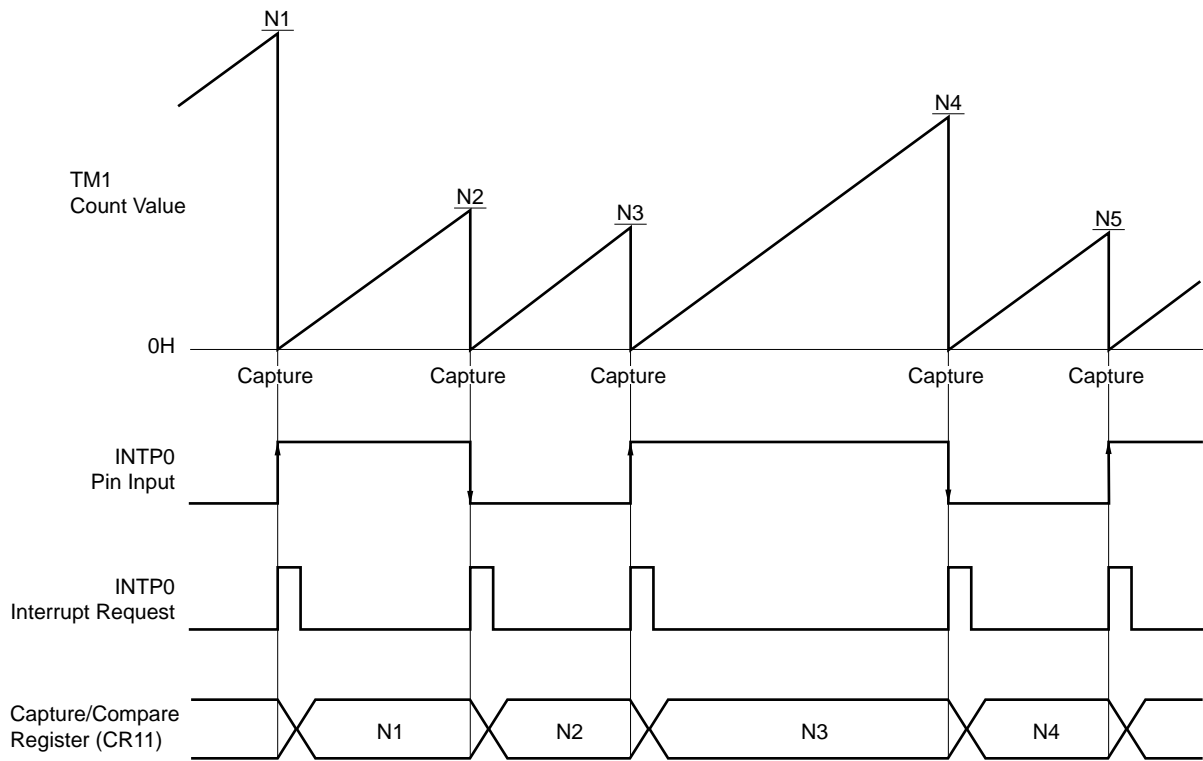 N1
N4
TM1
Count Value
N2
N3
N5
0H
Capture
Capture
Capture
Capture
Capture
INTP0
Pin Input
INTP0
Interrupt Request
Capture/Compare
Register (CR11)
N1
N2
N3
N4